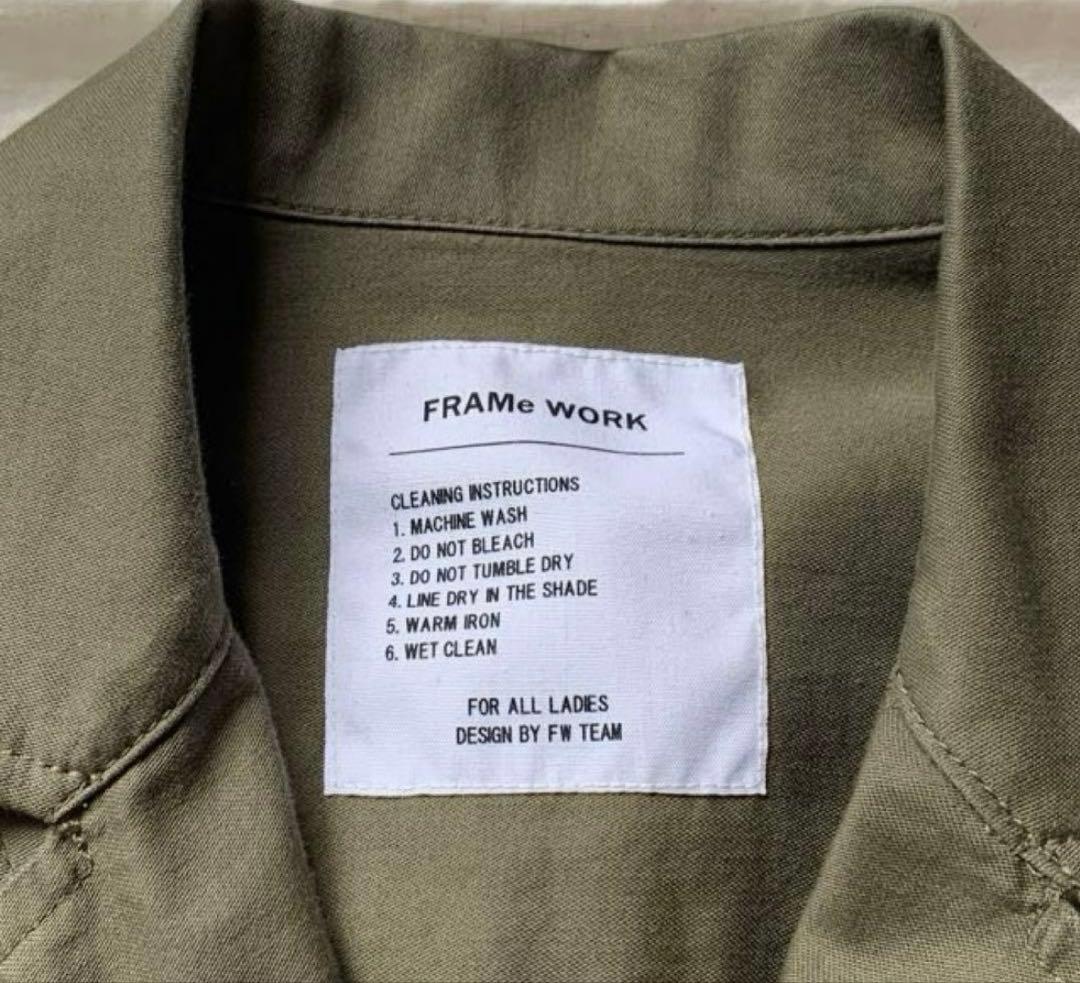 FRAMe WORK
CLEANING INSTRUCTIONS
1. MACHINE WASH
2. DO NOT BLEACH
3. DO NOT TUMBLE DRY
4. LINE DRY IN THE SHADE
5. WARM IRON
6. WET CLEAN
FOR ALL LADIES
DESIGN BY FW TEAM